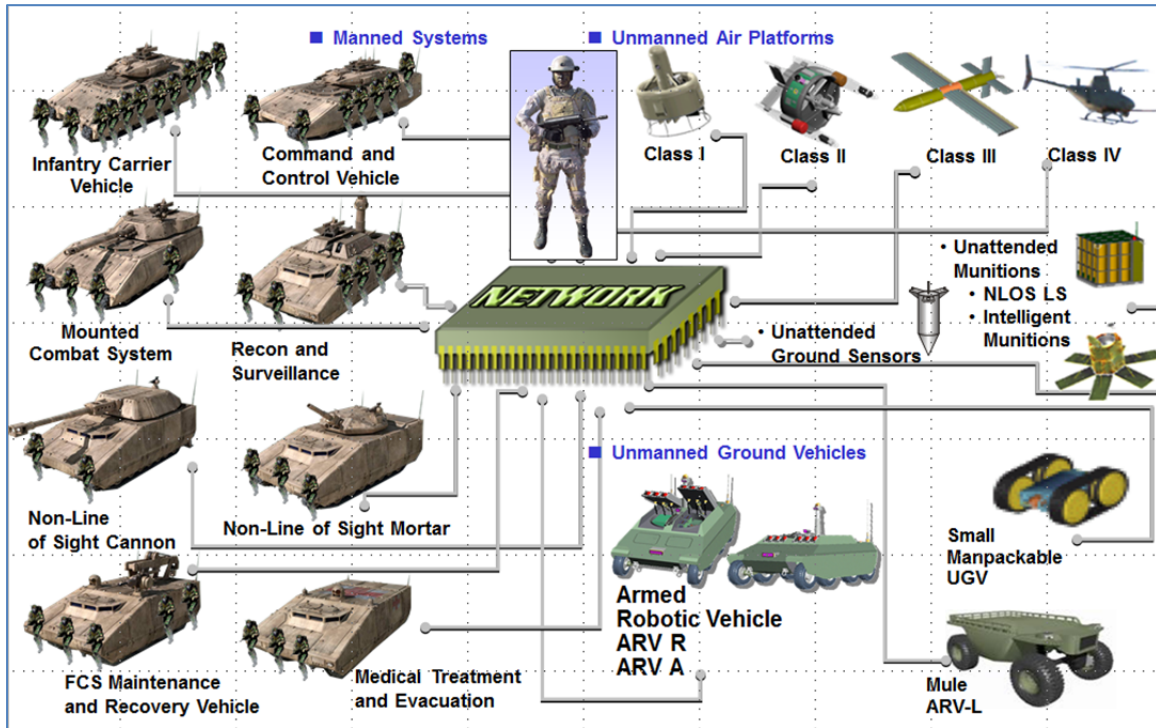 ■ Manned Systems
■ Unmanned Air Platforms
Infantry Carrier
Vehicle
Command and
Control Vehicle
Class I
Class II
Class III
Class IV
Mounted
Combat System
Recon and
Surveillance
NETWORK
• Unattended
Ground Sensors
• Unattended
Munitions
• NLOS LS
• Intelligent
Munitions
Non-Line
of Sight Cannon
Non-Line of Sight Mortar
■ Unmanned Ground Vehicles
Armed
Robotic Vehicle
ARV R
ARV A
Small
Manpackable
UGV
FCS Maintenance
and Recovery Vehicle
Medical Treatment
and Evacuation
Mule
ARV-L